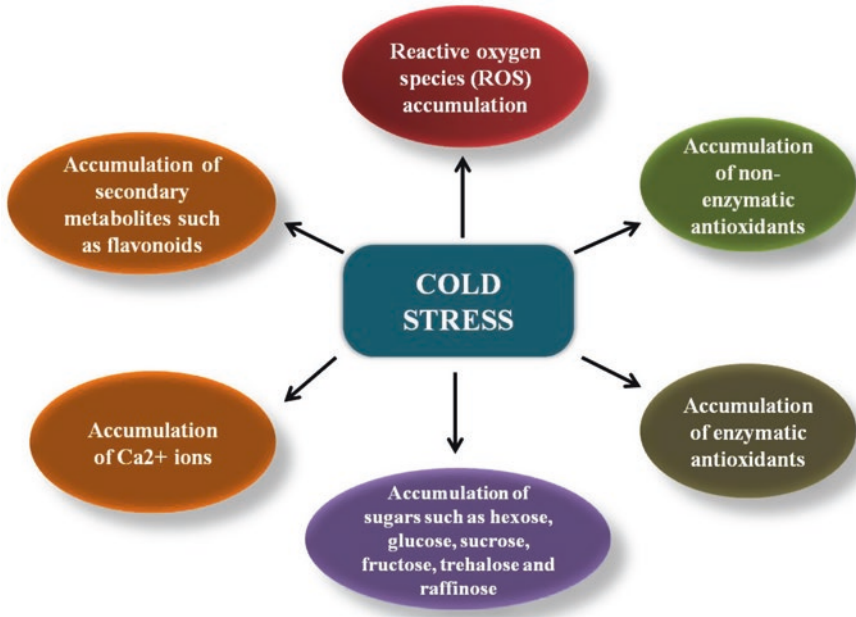 Reactive oxygen
species (ROS)
accumulation
Accumulation of
secondary
metabolites such
as flavonoids
Accumulation
of non-
enzymatic
antioxidants
COLD
STRESS
Accumulation
of Ca2+ ions
Accumulation
of enzymatic
antioxidants
Accumulation of
sugars such as hexose,
glucose, sucrose,
fructose, trehalose and
raffinose